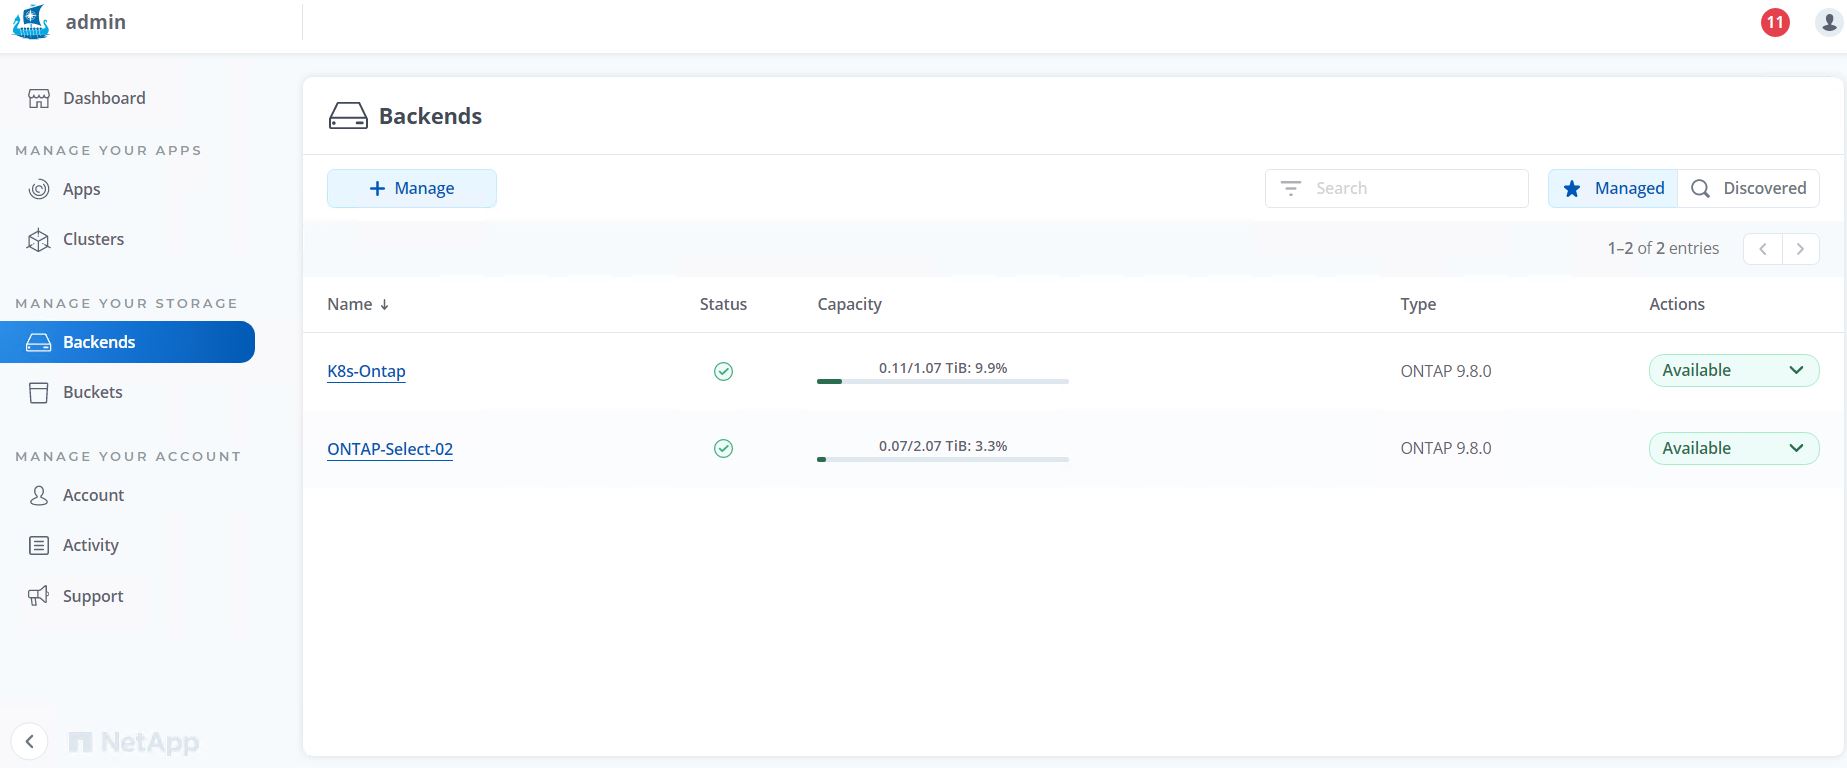 admin
11
Dashboard
MANAGE YOUR APPS
Apps
Clusters
MANAGE YOUR STORAGE
Backends
Buckets
MANAGE YOUR ACCOUNT
Account
Activity
Support
NetApp
Backends
+ Manage
Search
Managed
Discovered
1–2 of 2 entries
Name ↓ Status Capacity Type Actions
K8s-Ontap 0.11/1.07 TiB: 9.9% ONTAP 9.8.0 Available
ONTAP-Select-02 0.07/2.07 TiB: 3.3% ONTAP 9.8.0 Available